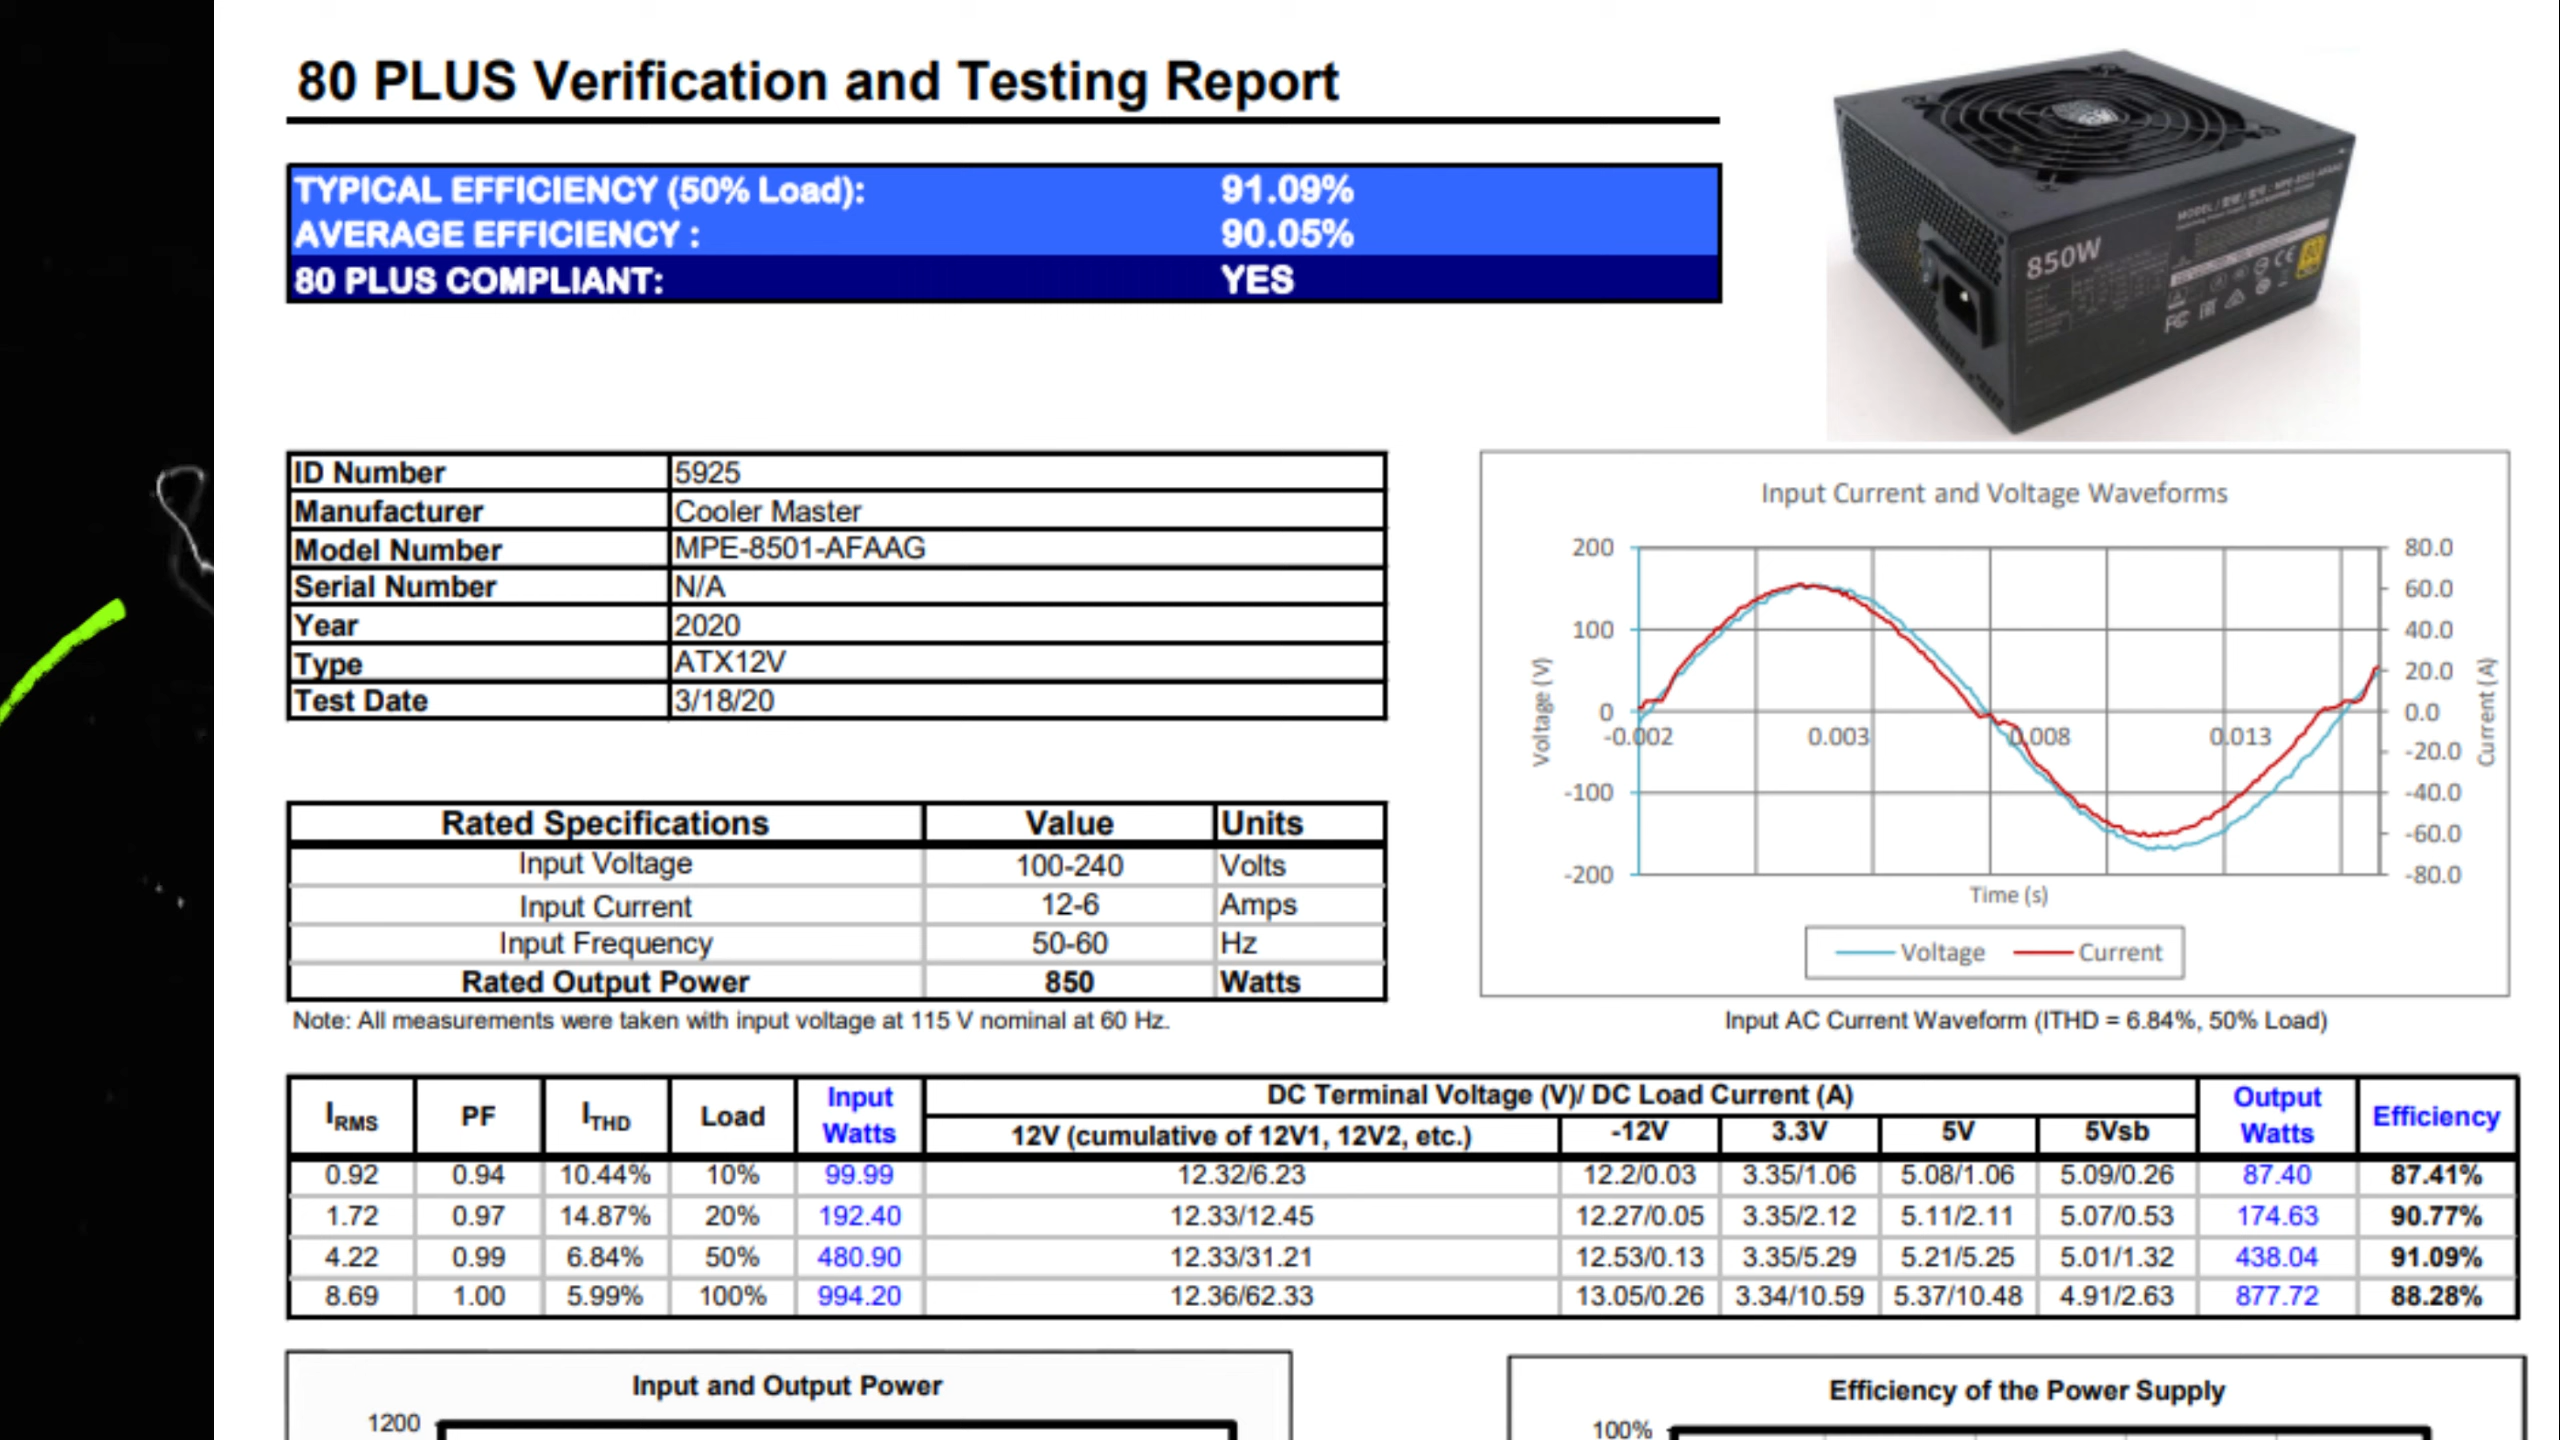 80 PLUS Verification and Testing Report
TYPICAL EFFICIENCY (50% Load): 91.09%
AVERAGE EFFICIENCY : 90.05%
80 PLUS COMPLIANT: YES
850W
ID Number 5925
Manufacturer Cooler Master
Model Number MPE-8501-AFAAG
Serial Number N/A
Year 2020
Type ATX12V
Test Date 3/18/20
Input Current and Voltage Waveforms
200 80.0
60.0
100 40.0
20.0
0 0.0
-0.002 0.003 0.008 0.013
-20.0
-100 -40.0
-60.0
-200 -80.0
Voltage (V)
Current (A)
Time (s)
Voltage Current
Input AC Current Waveform (ITHD = 6.84%, 50% Load)
Rated Specifications Value Units
Input Voltage 100-240 Volts
Input Current 12-6 Amps
Input Frequency 50-60 Hz
Rated Output Power 850 Watts
Note: All measurements were taken with input voltage at 115 V nominal at 60 Hz.
IRMS PF ITHD Load Input Watts DC Terminal Voltage (V)/ DC Load Current (A) Output Watts Efficiency
12V (cumulative of 12V1, 12V2, etc.) -12V 3.3V 5V 5Vsb
0.92 0.94 10.44% 10% 99.99 12.32/6.23 12.2/0.03 3.35/1.06 5.08/1.06 5.09/0.26 87.40 87.41%
1.72 0.97 14.87% 20% 192.40 12.33/12.45 12.27/0.05 3.35/2.12 5.11/2.11 5.07/0.53 174.63 90.77%
4.22 0.99 6.84% 50% 480.90 12.33/31.21 12.53/0.13 3.35/5.29 5.21/5.25 5.01/1.32 438.04 91.09%
8.69 1.00 5.99% 100% 994.20 12.36/62.33 13.05/0.26 3.34/10.59 5.37/10.48 4.91/2.63 877.72 88.28%
Input and Output Power
1200
Efficiency of the Power Supply
100%